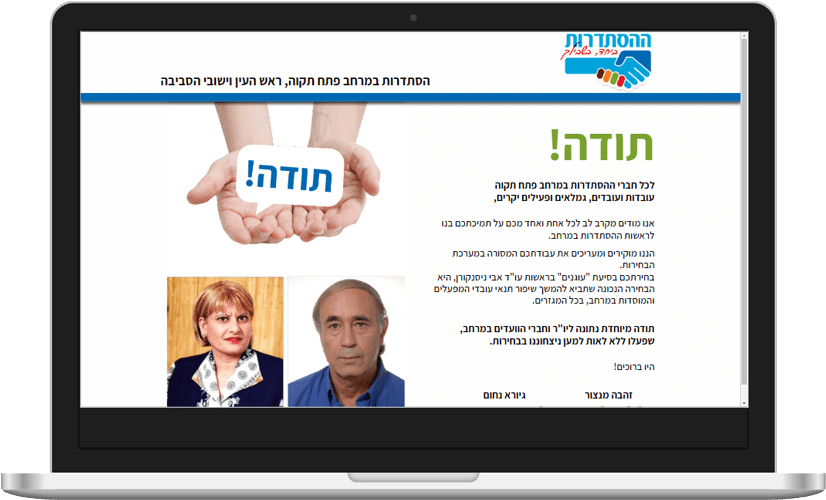 ההסתדרות
ביחד, בשבילך
הסתדרות במרחב פתח תקוה, ראש העין וישובי הסביבה
תודה!
תודה!
לכל חברי ההסתדרות במרחב פתח תקוה
עובדות ועובדים, גמלאים ופעילים יקרים,
אנו מודים מקרב לב לכל אחת ואחד מכם על תמיכתכם בנו
לראשות ההסתדרות במרחב.
הננו מוקירים ומעריכים את עבודתכם המסורה במערכת
הבחירות.
בחירתכם בסיעת "עוגנים" בראשות עו"ד אבי ניסנקורן, היא
הבחירה הנכונה שתביא להמשך שיפור תנאי עובדי המפעלים
והמוסדות במרחב, בכל המגזרים.
תודה מיוחדת נתונה ליו"ר וחברי הוועדים במרחב,
שפעלו ללא לאות למען ניצחוננו בבחירות.
היו ברוכים!
זהבה מנצור גיורא נחום